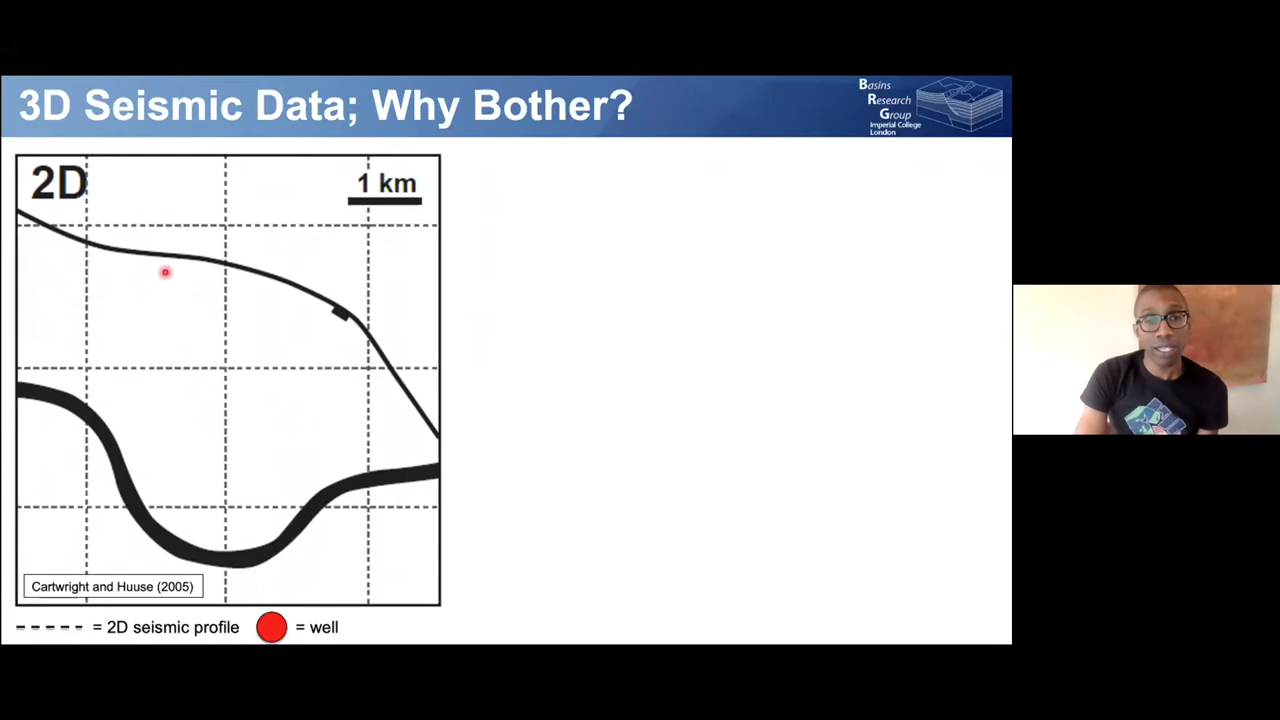 3D Seismic Data; Why Bother?
Basins
Research
Group
Imperial College
London
2D
1 km
Cartwright and Huuse (2005)
= 2D seismic profile
= well